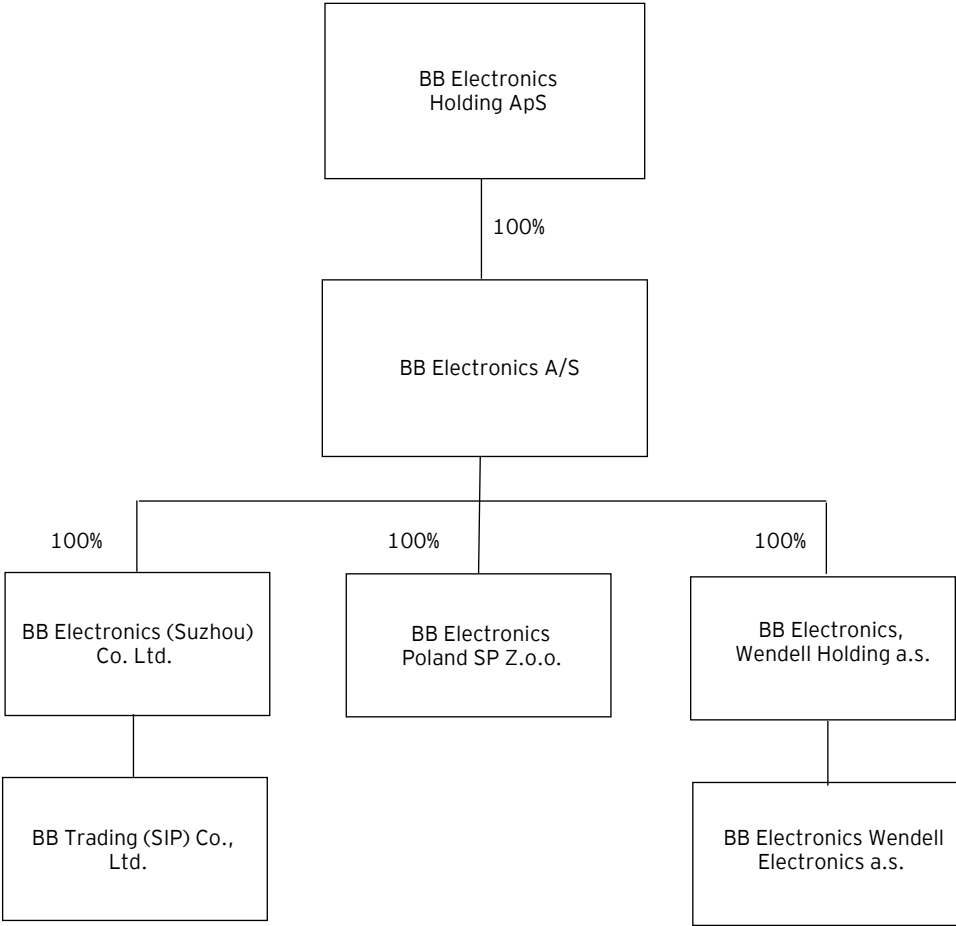 BB Electronics
Holding ApS
100%
BB Electronics A/S
100%
100%
100%
BB Electronics (Suzhou)
Co. Ltd.
BB Electronics
Poland SP Z.o.o.
BB Electronics,
Wendell Holding a.s.
BB Trading (SIP) Co.,
Ltd.
BB Electronics Wendell
Electronics a.s.